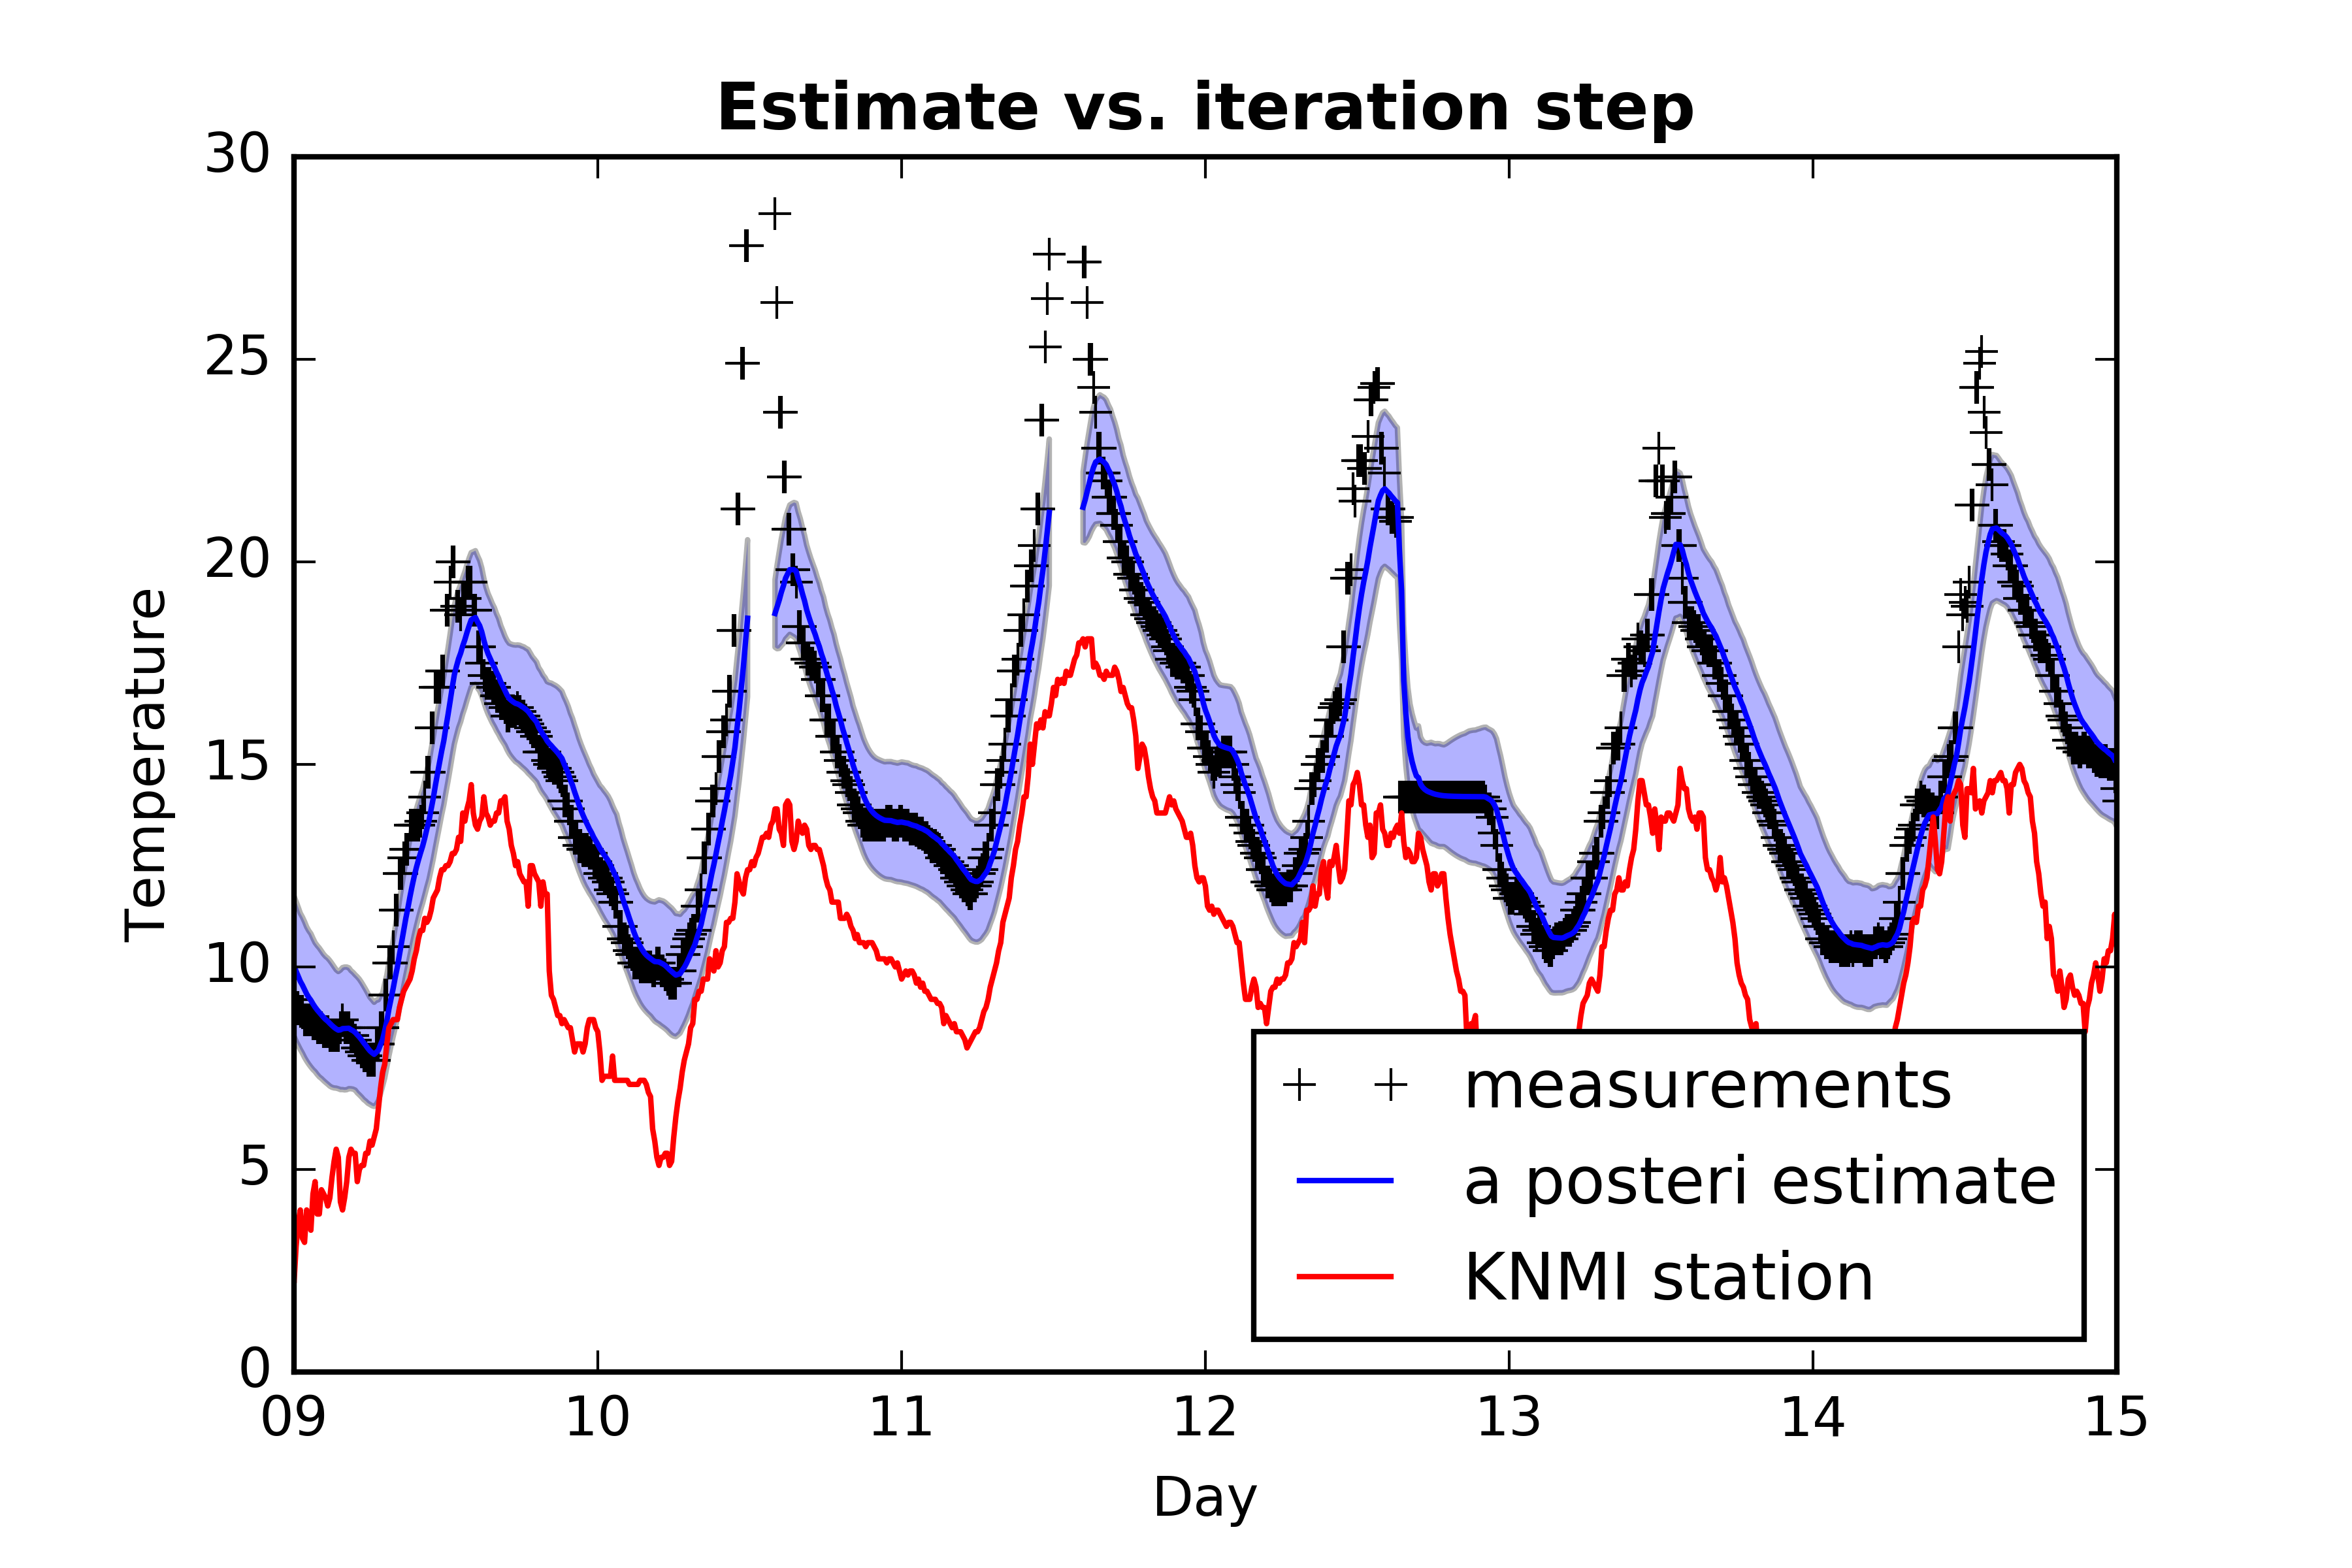 Estimate vs. iteration step
30
25
20
15
10
5
0
Temperature
09 10 11 12 13 14 15
Day
measurements
a posteri estimate
KNMI station